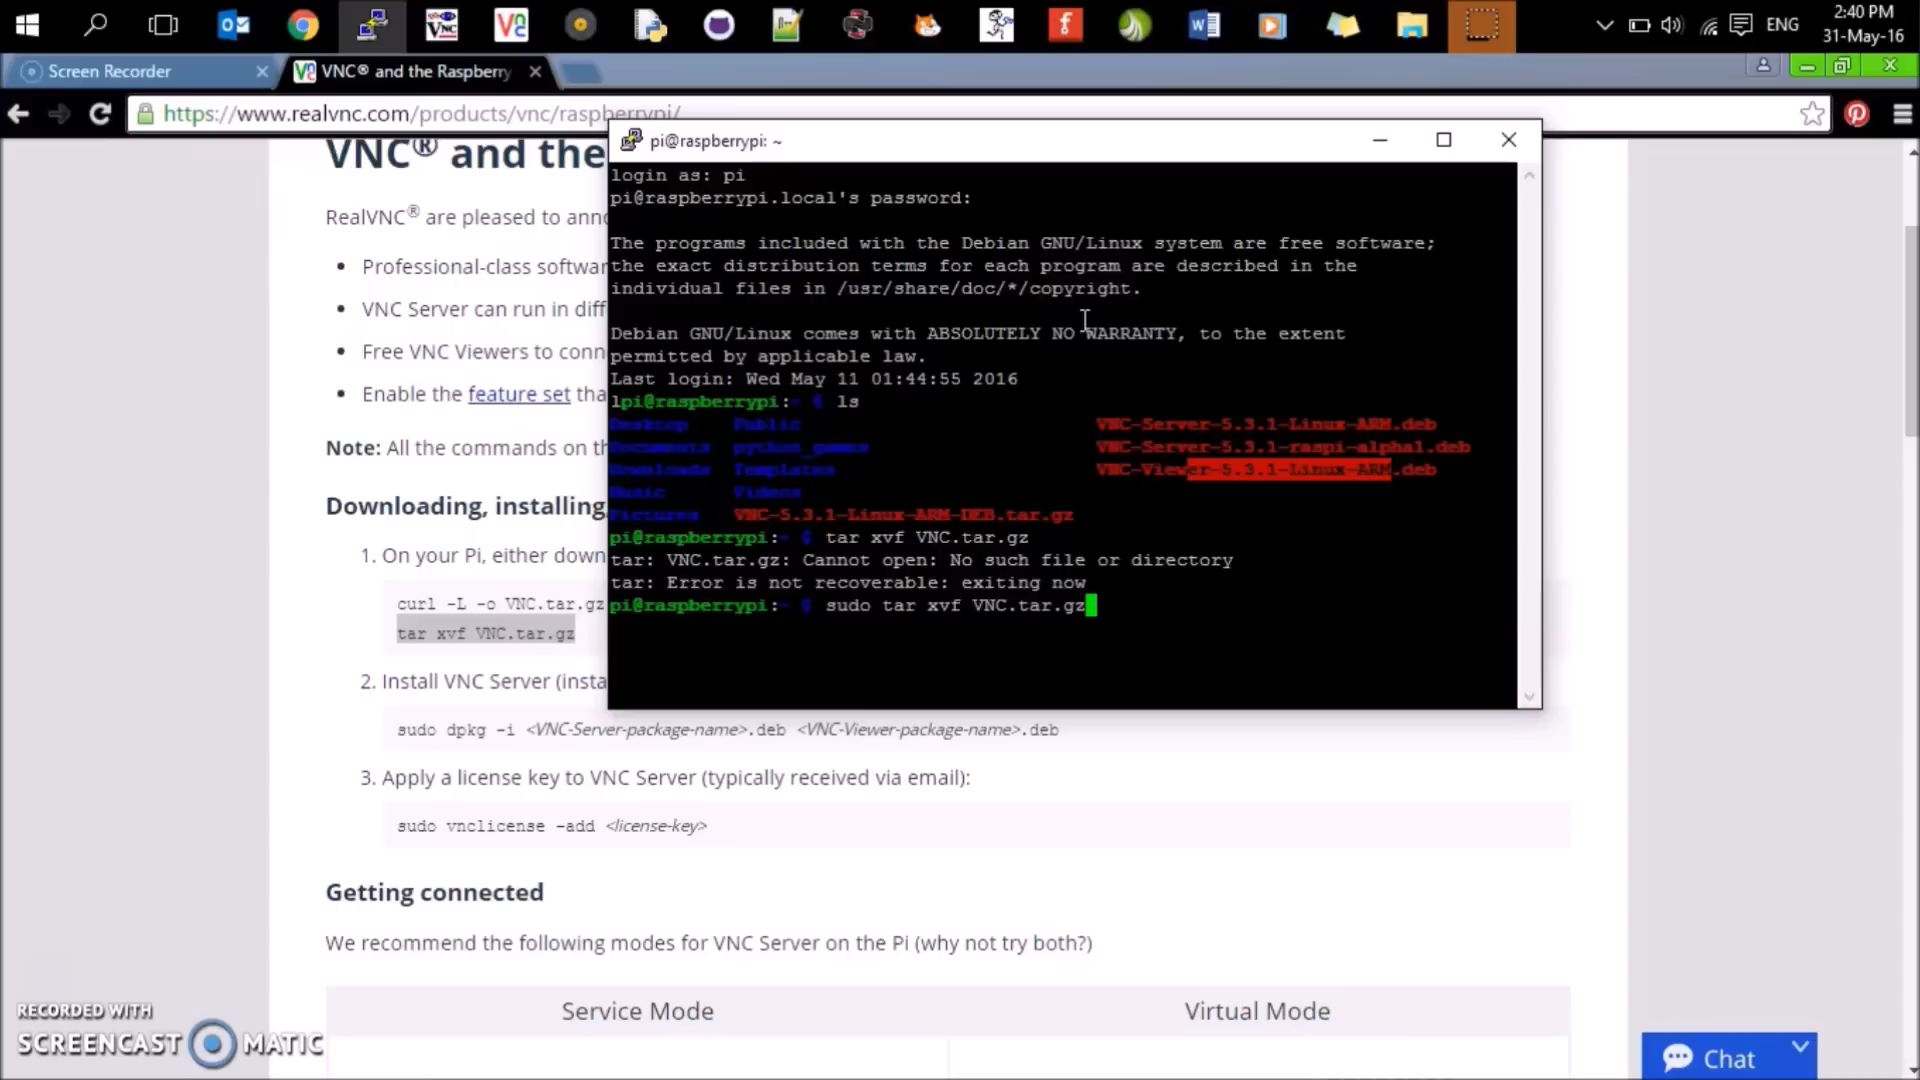 ENG
2:40 PM
31-May-16
Screen Recorder
VNC® and the Raspberry
https://www.realvnc.com/products/vnc/raspberrypi/
VNC® and the
RealVNC® are pleased to anno
Professional-class softwar
VNC Server can run in diff
Free VNC Viewers to conn
Enable the feature set tha
Note: All the commands on th
Downloading, installing
1. On your Pi, either down
curl -L -o VNC.tar.gz
tar xvf VNC.tar.gz
2. Install VNC Server (insta
sudo dpkg -i <VNC-Server-package-name>.deb <VNC-Viewer-package-name>.deb
3. Apply a license key to VNC Server (typically received via email):
sudo vnclicense -add <license-key>
Getting connected
We recommend the following modes for VNC Server on the Pi (why not try both?)
Service Mode
Virtual Mode
pi@raspberrypi: ~
login as: pi
pi@raspberrypi.local's password:
The programs included with the Debian GNU/Linux system are free software;
the exact distribution terms for each program are described in the
individual files in /usr/share/doc/*/copyright.
Debian GNU/Linux comes with ABSOLUTELY NO WARRANTY, to the extent
permitted by applicable law.
Last login: Wed May 11 01:44:55 2016
lpi@raspberrypi:~ $ ls
Desktop Public VNC-Server-5.3.1-Linux-ARM.deb
Documents python_games VNC-Server-5.3.1-raspi-alpha1.deb
Downloads Templates VNC-Viewer-5.3.1-Linux-ARM.deb
Music Videos
Pictures VNC-5.3.1-Linux-ARM-DEB.tar.gz
pi@raspberrypi:~ $ tar xvf VNC.tar.gz
tar: VNC.tar.gz: Cannot open: No such file or directory
tar: Error is not recoverable: exiting now
pi@raspberrypi:~ $ sudo tar xvf VNC.tar.gz
RECORDED WITH
SCREENCAST MATIC
Chat